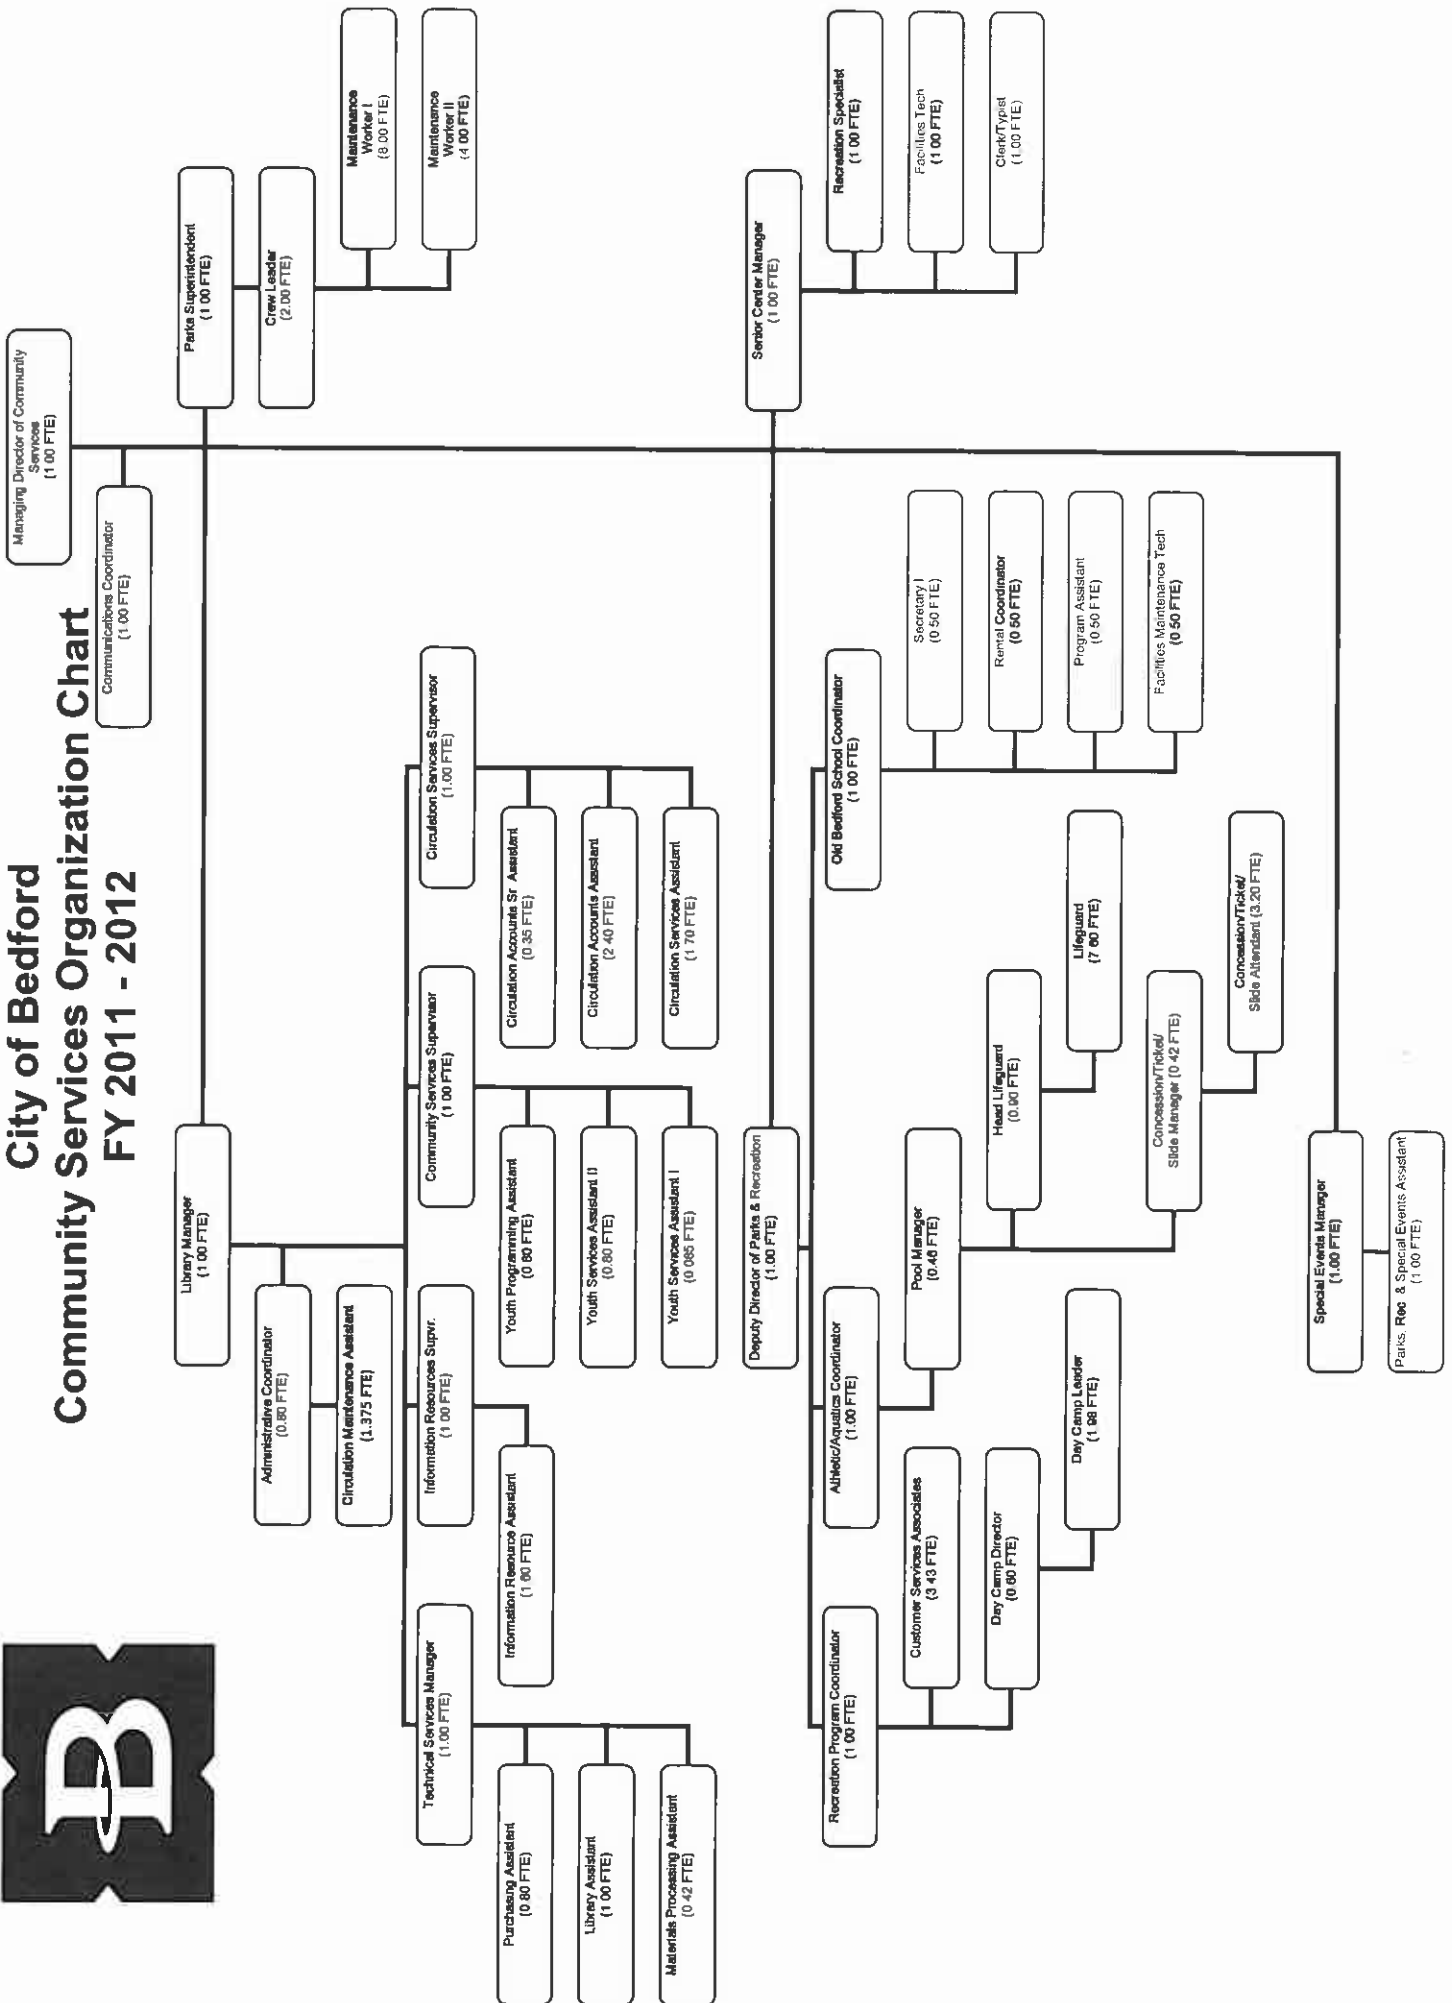 City of Bedford
Community Services Organization Chart
FY 2011 - 2012
B
Managing Director of Community
Services
(1 00 FTE)
Communications Coordinator
(1.00 FTE)
Library Manager
(1 00 FTE)
Parks Superintendent
(1 00 FTE)
Administrative Coordinator
(0.80 FTE)
Crew Leader
(2.00 FTE)
Circulation Maintenance Assistant
(1.375 FTE)
Maintenance
Worker I
(8.00 FTE)
Maintenance
Worker II
(4 00 FTE)
Technical Services Manager
(1.00 FTE)
Information Resources Supvr.
(1 00 FTE)
Community Services Supervisor
(1 00 FTE)
Circulation Services Supervisor
(1.00 FTE)
Purchasing Assistant
(0 80 FTE)
Library Assistant
(1 00 FTE)
Materials Processing Assistant
(0 42 FTE)
Information Resource Assistant
(1 60 FTE)
Youth Programming Assistant
(0 80 FTE)
Youth Services Assistant II
(0.80 FTE)
Youth Services Assistant I
(0 085 FTE)
Circulation Accounts Sr Assistant
(0 35 FTE)
Circulation Accounts Assistant
(2 40 FTE)
Circulation Services Assistant
(1 70 FTE)
Deputy Director of Parks & Recreation
(1.00 FTE)
Senior Center Manager
(1 00 FTE)
Recreation Specialist
(1 00 FTE)
Facilities Tech
(1 00 FTE)
Clerk/Typist
(1.00 FTE)
Recreation Program Coordinator
(1 00 FTE)
Athletic/Aquatics Coordinator
(1.00 FTE)
Old Bedford School Coordinator
(1 00 FTE)
Customer Services Associates
(3 43 FTE)
Day Camp Director
(0.60 FTE)
Day Camp Leader
(1 98 FTE)
Pool Manager
(0.46 FTE)
Head Lifeguard
(0.90 FTE)
Lifeguard
(7 60 FTE)
Concession/Ticket/
Slide Manager (0 42 FTE)
Concession/Ticket/
Slide Attendant (3.20 FTE)
Secretary I
(0 50 FTE)
Rental Coordinator
(0 50 FTE)
Program Assistant
(0 50 FTE)
Facilities Maintenance Tech
(0 50 FTE)
Special Events Manager
(1.00 FTE)
Parks, Rec & Special Events Assistant
(1 00 FTE)